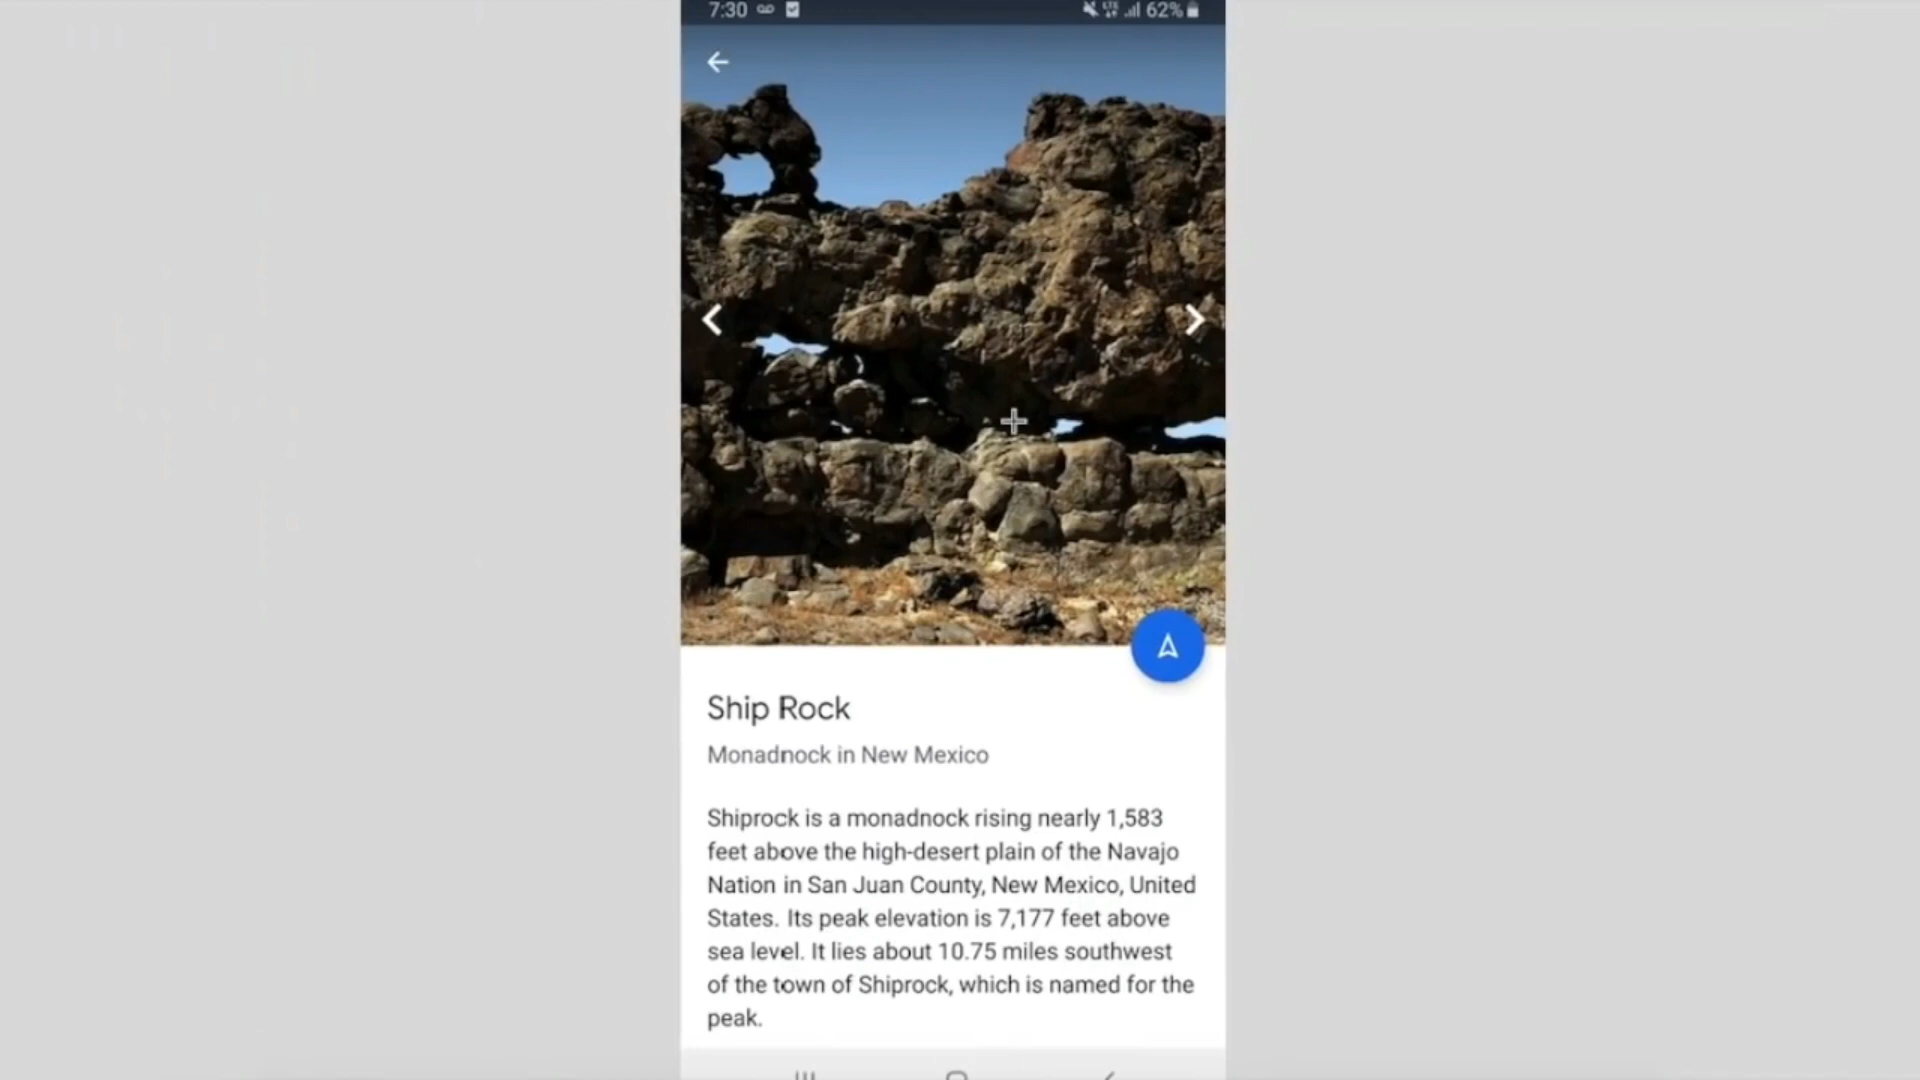 7:30 62%
Ship Rock
Monadnock in New Mexico
Shiprock is a monadnock rising nearly 1,583
feet above the high-desert plain of the Navajo
Nation in San Juan County, New Mexico, United
States. Its peak elevation is 7,177 feet above
sea level. It lies about 10.75 miles southwest
of the town of Shiprock, which is named for the
peak.